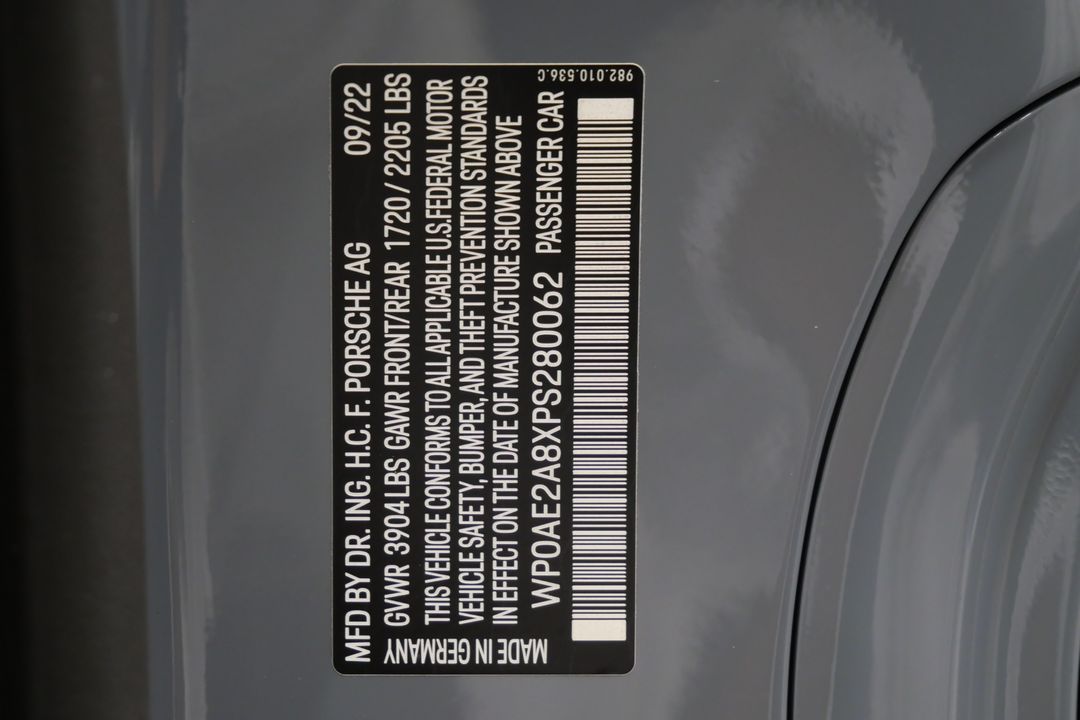 MFD BY DR. ING. H.C. F. PORSCHE AG 09/22
GVWR 3904 LBS GAWR FRONT/REAR 1720 / 2205 LBS
THIS VEHICLE CONFORMS TO ALL APPLICABLE U.S.FEDERAL MOTOR
VEHICLE SAFETY, BUMPER, AND THEFT PREVENTION STANDARDS
IN EFFECT ON THE DATE OF MANUFACTURE SHOWN ABOVE
WP0AE2A8XPS280062 PASSENGER CAR
MADE IN GERMANY
982.010.536.C